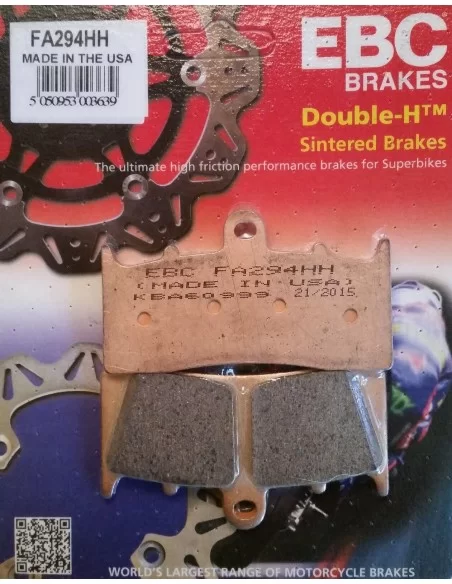 FA294HH
MADE IN THE USA
5 050953 003639
EBC
BRAKES
Double-H™
Sintered Brakes
The ultimate high friction performance brakes for Superbikes
EBC FA294HH
(MADE IN USA)
KBA60999 21/2015
WORLD'S LARGEST RANGE OF MOTORCYCLE BRAKES